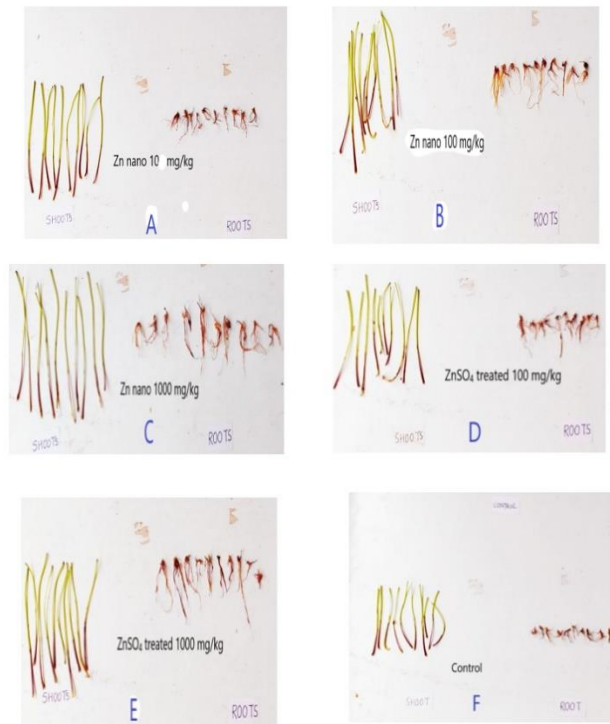 Zn nano 10 mg/kg
SHOOTS
A
ROOTS
Zn nano 100 mg/kg
SHOOTS
B
ROOTS
Zn nano 1000 mg/kg
SHOOTS
C
ROOTS
ZnSO₄ treated 100 mg/kg
SHOOTS
D
ROOTS
ZnSO₄ treated 1000 mg/kg
SHOOTS
E
ROOTS
CONTROL
Control
SHOOT
F
ROOT